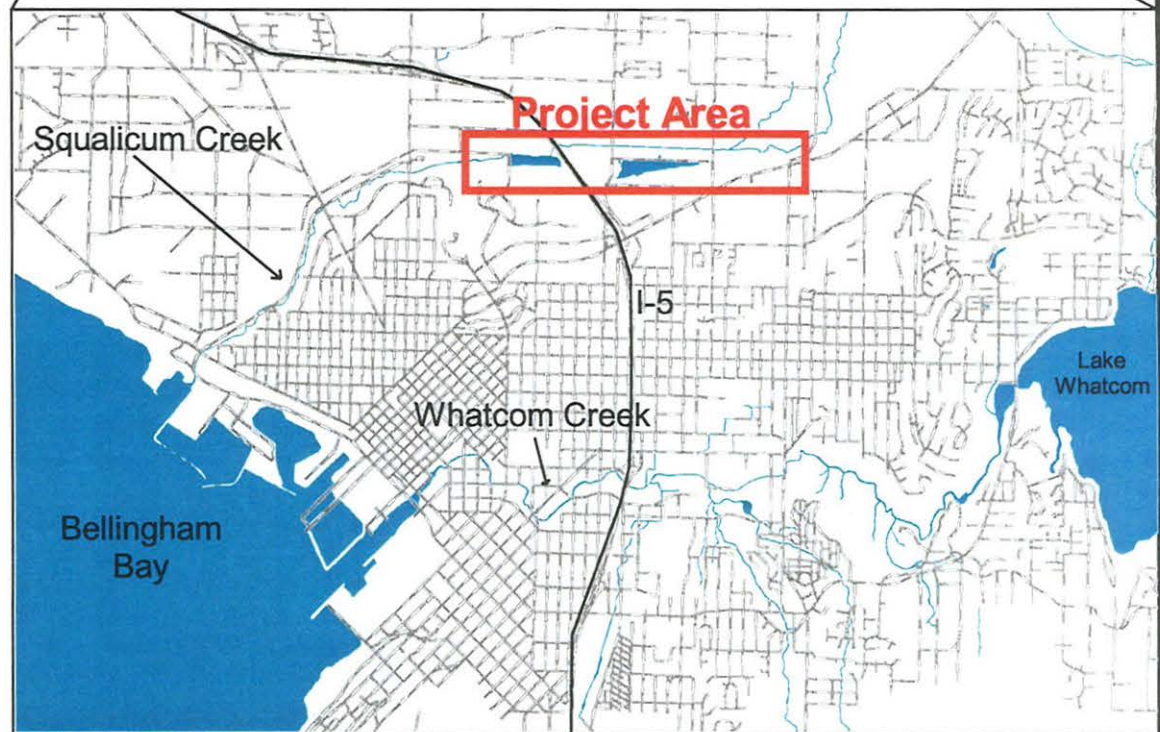 Project Area
Squalicum Creek
I-5
Lake
Whatcom
Whatcom Creek
Bellingham
Bay